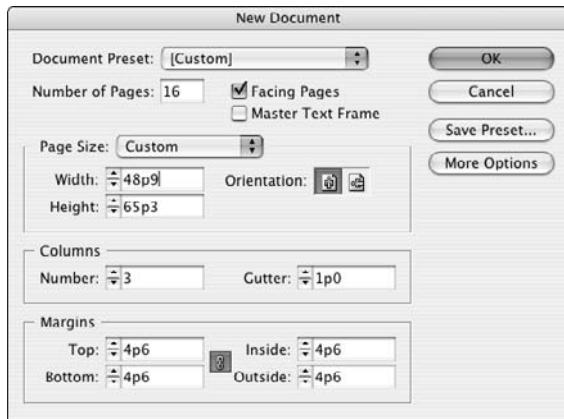 New Document
Document Preset: [Custom]
OK
Number of Pages: 16
Facing Pages
Cancel
Master Text Frame
Save Preset...
Page Size: Custom
More Options
Width: 48p9
Orientation:
Height: 65p3
Columns
Number: 3
Gutter: 1p0
Margins
Top: 4p6
Inside: 4p6
Bottom: 4p6
Outside: 4p6